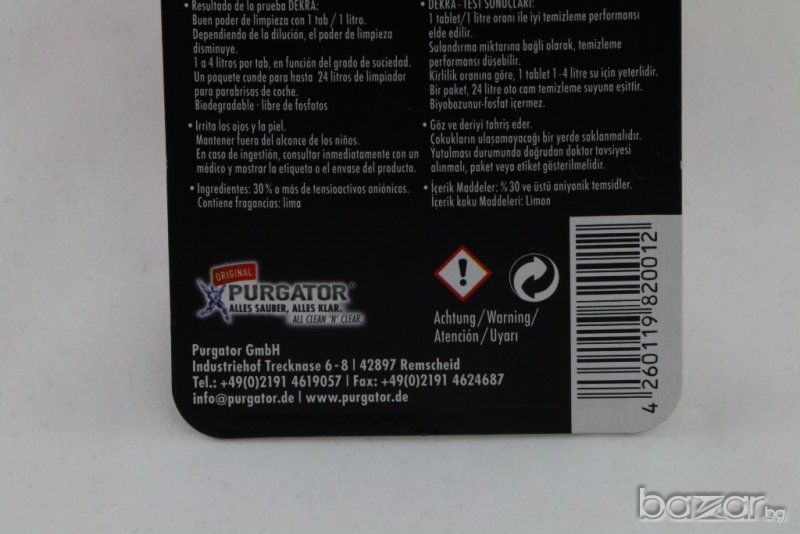 • Resultado de la prueba DEKRA:
Buen poder de limpieza con 1 tab / 1 litro.
Dependiendo de la dilución, el poder de limpieza
disminuye.
1 a 4 litros por tab, en función del grado de suciedad.
Un paquete cunde para hasta 24 litros de limpiador
para parabrisas de coche.
Biodegradable - libre de fosfatos
• Irrita los ojos y la piel.
Mantener fuera del alcance de los niños.
En caso de ingestión, consultar inmediatamente con un
médico y mostrar la etiqueta o el envase del producto.
• Ingredientes: 30% o más de tensioactivos aniónicos.
Contiene fragancias: lima
• DEKRA - TEST SONUÇLARI:
1 tablet/1 litre oranı ile iyi temizleme performansı
elde edilir.
Sulandırma miktarına bağlı olarak, temizleme
performansı düşebilir.
Kirlilik oranına göre, 1 tablet 1-4 litre su için yeterlidir.
Bir paket, 24 litre oto cam temizleme suyuna eşittir.
Biyobozunur-fosfat içermez.
• Göz ve deriyi tahriş eder.
Çokukların ulaşamayacağı bir yerde saklanmalıdır.
Yutulması durumunda doğrudan doktor tavsiyesi
alınmalı, paket veya etiket gösterilmelidir.
• İçerik Maddeler: %30 ve üstü aniyonik temsidler.
İçerik koku Maddeleri: Limon
ORIGINAL
PURGATOR®
ALLES SAUBER, ALLES KLAR.
ALL CLEAN 'N' CLEAR.
Purgator GmbH
Industriehof Trecknase 6-8 | 42897 Remscheid
Tel.: +49(0)2191 4619057 | Fax: +49(0)2191 4624687
info@purgator.de | www.purgator.de
Achtung/Warning/
Atención/Uyarı
4 260119 820012
bazar.bg